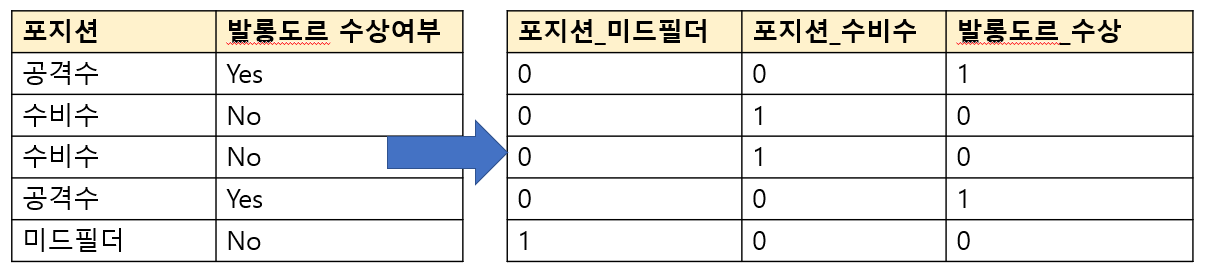 포지션 발롱도르 수상여부
공격수 Yes
수비수 No
수비수 No
공격수 Yes
미드필더 No
포지션_미드필더 포지션_수비수 발롱도르_수상
0 0 1
0 1 0
0 1 0
0 0 1
1 0 0